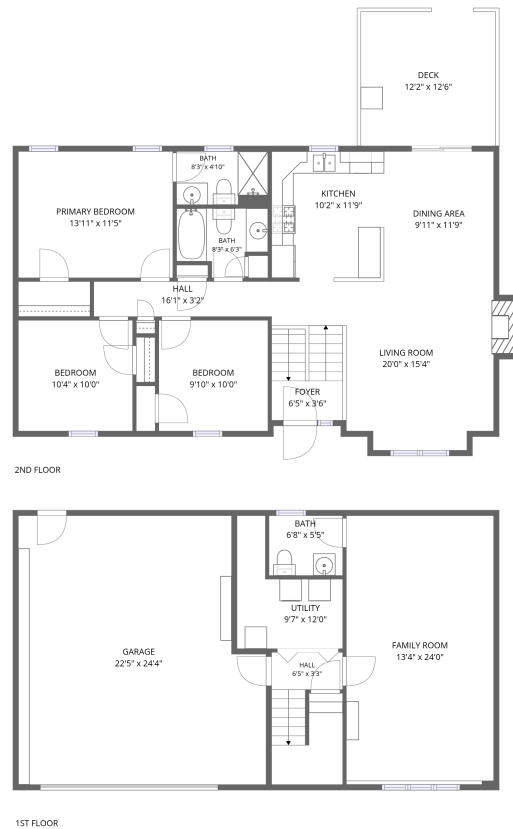 DECK
12'2" x 12'6"
BATH
8'3" x 4'10"
KITCHEN
10'2" x 11'9"
PRIMARY BEDROOM
13'11" x 11'5"
DINING AREA
9'11" x 11'9"
BATH
8'3" x 6'3"
HALL
16'1" x 3'2"
LIVING ROOM
20'0" x 15'4"
BEDROOM
10'4" x 10'0"
BEDROOM
9'10" x 10'0"
FOYER
6'5" x 3'6"
2ND FLOOR
BATH
6'8" x 5'5"
UTILITY
9'7" x 12'0"
GARAGE
22'5" x 24'4"
FAMILY ROOM
13'4" x 24'0"
HALL
6'5" x 3'3"
1ST FLOOR